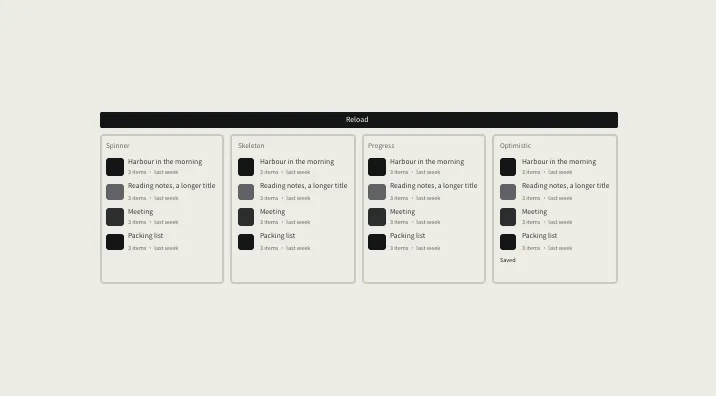 Reload
Spinner
Harbour in the morning
3 items · last week
Reading notes, a longer title
3 items · last week
Meeting
3 items · last week
Packing list
3 items · last week
Skeleton
Harbour in the morning
3 items · last week
Reading notes, a longer title
3 items · last week
Meeting
3 items · last week
Packing list
3 items · last week
Progress
Harbour in the morning
3 items · last week
Reading notes, a longer title
3 items · last week
Meeting
3 items · last week
Packing list
3 items · last week
Optimistic
Harbour in the morning
3 items · last week
Reading notes, a longer title
3 items · last week
Meeting
3 items · last week
Packing list
3 items · last week
Saved